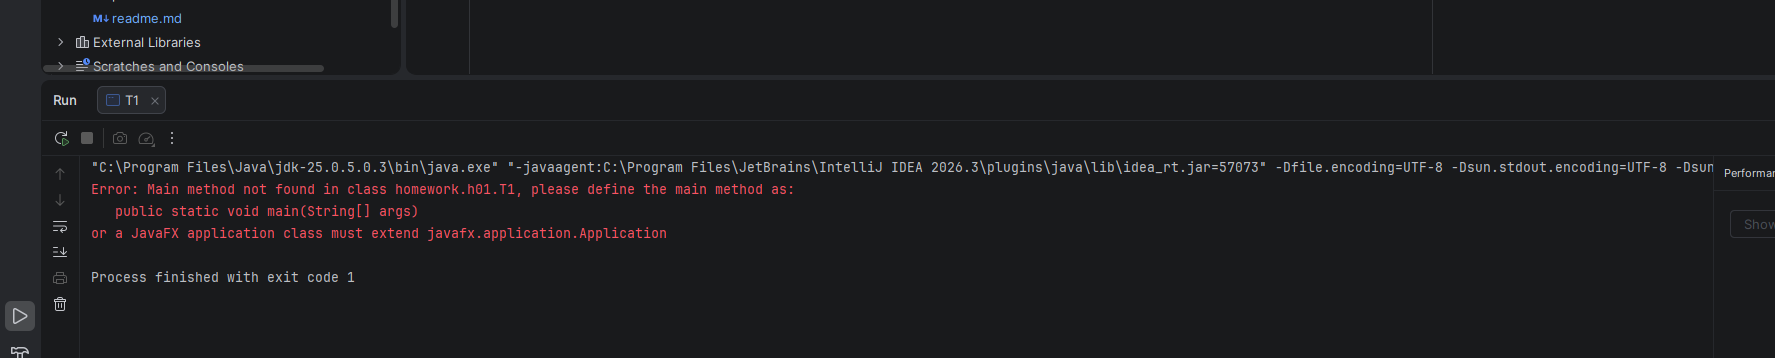 readme.md
External Libraries
Scratches and Consoles
Run T1
"C:\Program Files\Java\jdk-25.0.5.0.3\bin\java.exe" "-javaagent:C:\Program Files\JetBrains\IntelliJ IDEA 2026.3\plugins\java\lib\idea_rt.jar=57073" -Dfile.encoding=UTF-8 -Dsun.stdout.encoding=UTF-8 -Dsun
Error: Main method not found in class homework.h01.T1, please define the main method as:
public static void main(String[] args)
or a JavaFX application class must extend javafx.application.Application
Process finished with exit code 1
Performan
Show